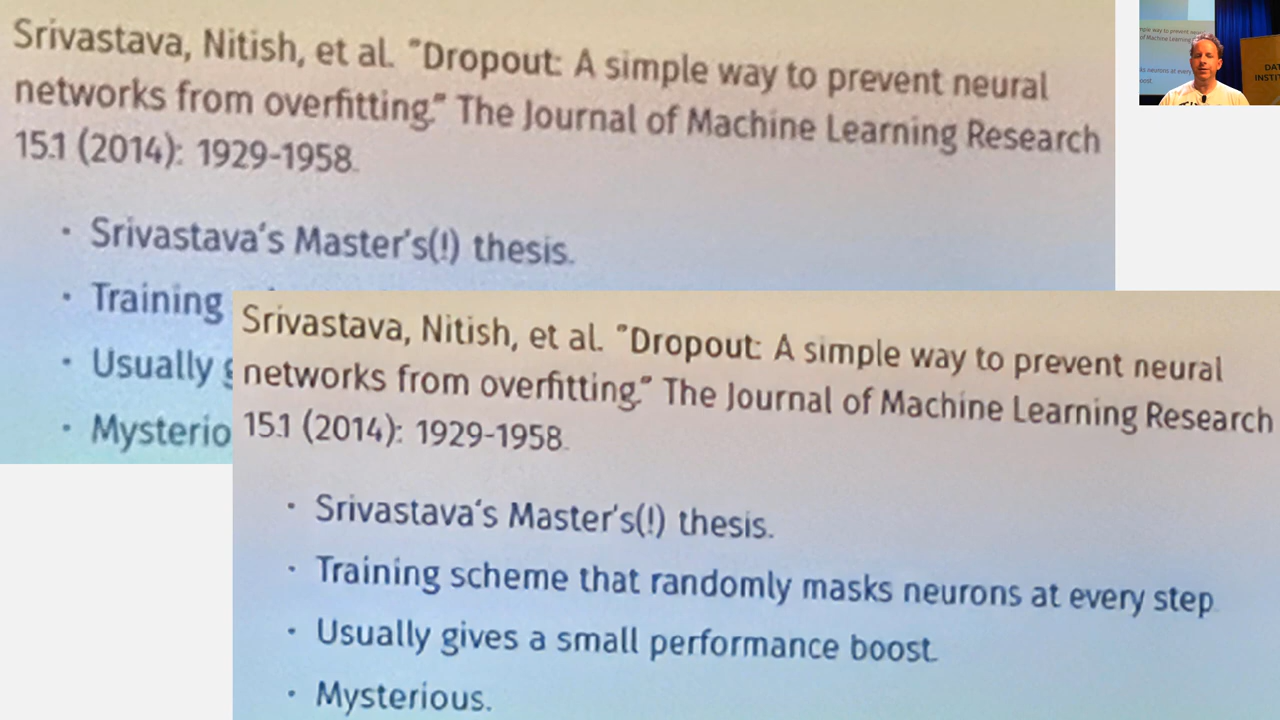 Srivastava, Nitish, et al. "Dropout: A simple way to prevent neural
networks from overfitting." The Journal of Machine Learning Research
15.1 (2014): 1929-1958.
• Srivastava's Master's(!) thesis.
• Training
• Usually g
• Mysterio
Srivastava, Nitish, et al. "Dropout: A simple way to prevent neural
networks from overfitting." The Journal of Machine Learning Research
15.1 (2014): 1929-1958.
• Srivastava's Master's(!) thesis.
• Training scheme that randomly masks neurons at every step
• Usually gives a small performance boost.
• Mysterious.